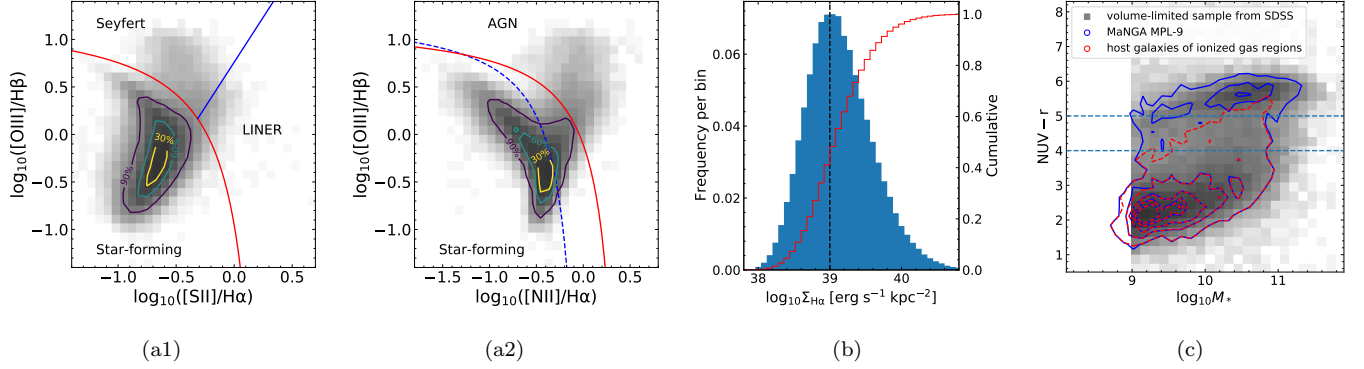 Seyfert
LINER
Star-forming
30%
90%
1.0
0.5
0.0
−0.5
−1.0
−1.0
−0.5
0.0
0.5
log₁₀([OIII]/Hβ)
log₁₀([SII]/Hα)
(a1)
AGN
Star-forming
30%
60%
90%
1.0
0.5
0.0
−0.5
−1.0
−1.5
−1.0
−0.5
0.0
0.5
log₁₀([OIII]/Hβ)
log₁₀([NII]/Hα)
(a2)
Frequency per bin
0.06
0.04
0.02
0.00
38
39
40
log₁₀Σ_Hα [erg s⁻¹ kpc⁻²]
1.0
0.8
0.6
0.4
0.2
0.0
Cumulative
(b)
volume-limited sample from SDSS
MaNGA MPL-9
host galaxies of ionized gas regions
NUV − r
8
7
6
5
4
3
2
1
9
10
11
log₁₀M*
(c)